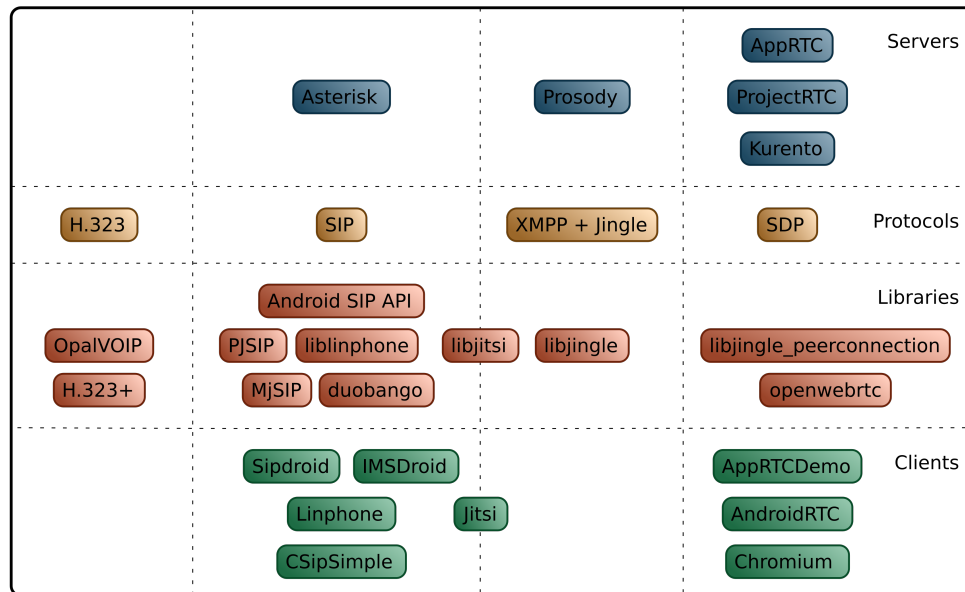 AppRTC
Servers
Asterisk
Prosody
ProjectRTC
Kurento
H.323
SIP
XMPP + Jingle
SDP
Protocols
Android SIP API
Libraries
OpalVOIP
PJSIP
liblinphone
libjitsi
libjingle
libjingle_peerconnection
H.323+
MjSIP
duobango
openwebrtc
Sipdroid
IMSDroid
AppRTCDemo
Clients
Linphone
Jitsi
AndroidRTC
CSipSimple
Chromium